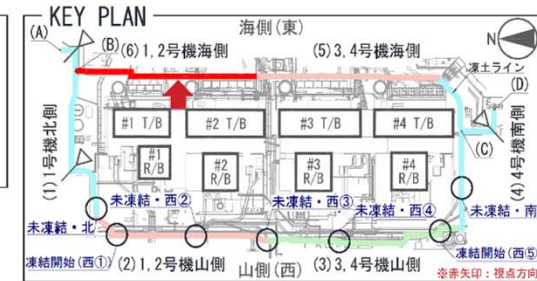 KEY PLAN
海側(東)
(A)
(B)
(6)1,2号機海側
(5)3,4号機海側
N
凍土ライン
(D)
#1 T/B
#2 T/B
#3 T/B
#4 T/B
(C)
(1)1号機北側
#1
R/B
#2
R/B
#3
R/B
#4
R/B
(4)4号機南側
未凍結・北
未凍結・西②
未凍結・西③
未凍結・西④
未凍結・南
凍結開始(西①)
(2)1,2号機山側
山側(西)
(3)3,4号機山側
凍結開始(西⑤)
※赤矢印:視点方向